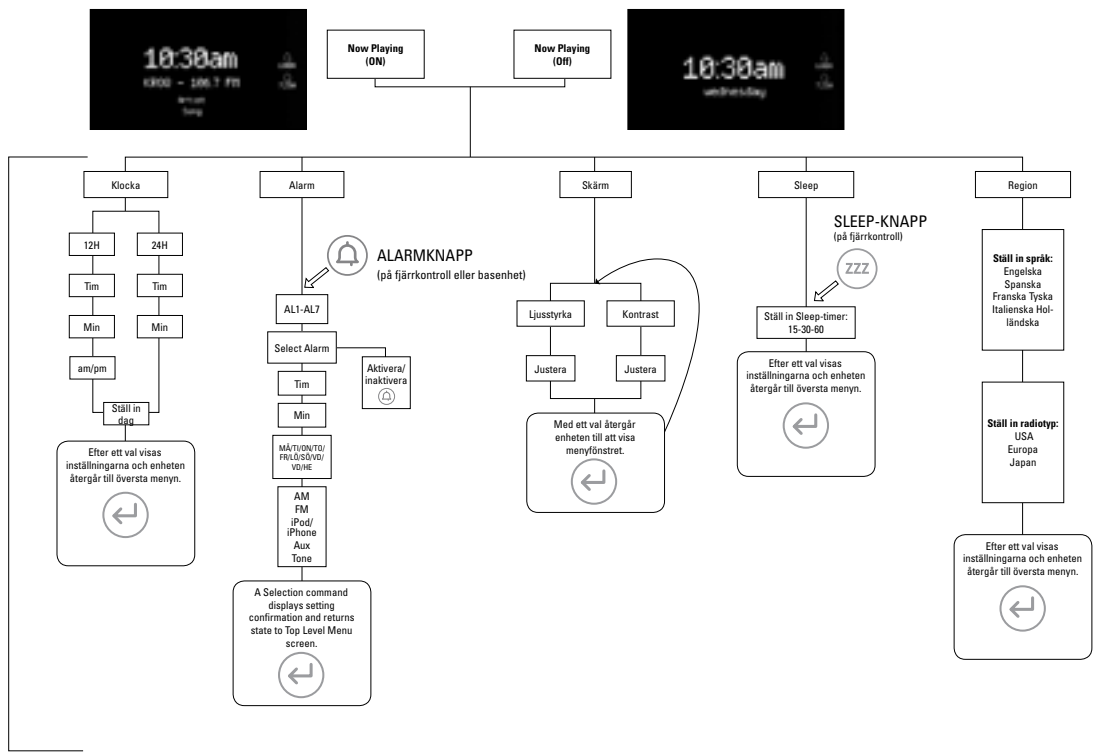 10:30am
KROQ - 106.7 FM
Artist
Song
Now Playing
(ON)
Now Playing
(Off)
10:30am
wednesday
Klocka
12H
24H
Tim
Tim
Min
Min
am/pm
Ställ in
dag
Efter ett val visas
inställningarna och enheten
återgår till översta menyn.
Alarm
ALARMKNAPP
(på fjärrkontroll eller basenhet)
AL1-AL7
Select Alarm
Aktivera/
inaktivera
Tim
Min
MÅ/TI/ON/TO/
FR/LÖ/SÖ/VD/
VD/HE
AM
FM
iPod/
iPhone
Aux
Tone
A Selection command
displays setting
confirmation and returns
state to Top Level Menu
screen.
Skärm
Ljusstyrka
Kontrast
Justera
Justera
Med ett val återgår
enheten till att visa
menyfönstret.
Sleep
SLEEP-KNAPP
(på fjärrkontroll)
ZZZ
Ställ in Sleep-timer:
15-30-60
Efter ett val visas
inställningarna och enheten
återgår till översta menyn.
Region
Ställ in språk:
Engelska
Spanska
Franska Tyska
Italienska Hol-
ländska
Ställ in radiotyp:
USA
Europa
Japan
Efter ett val visas
inställningarna och enheten
återgår till översta menyn.